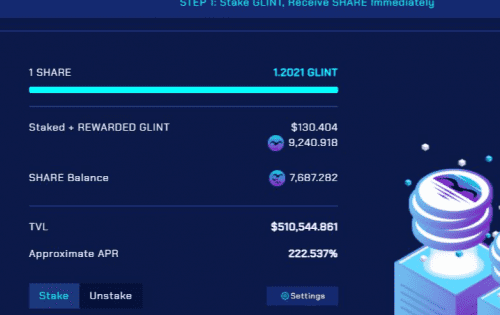 STEP 1: Stake GLINT, Receive SHARE Immediately
1 SHARE 1.2021 GLINT
Staked + REWARDED GLINT $130.404
9,240.918
SHARE Balance 7,687.282
TVL $510,544.861
Approximate APR 222.537%
Stake Unstake Settings